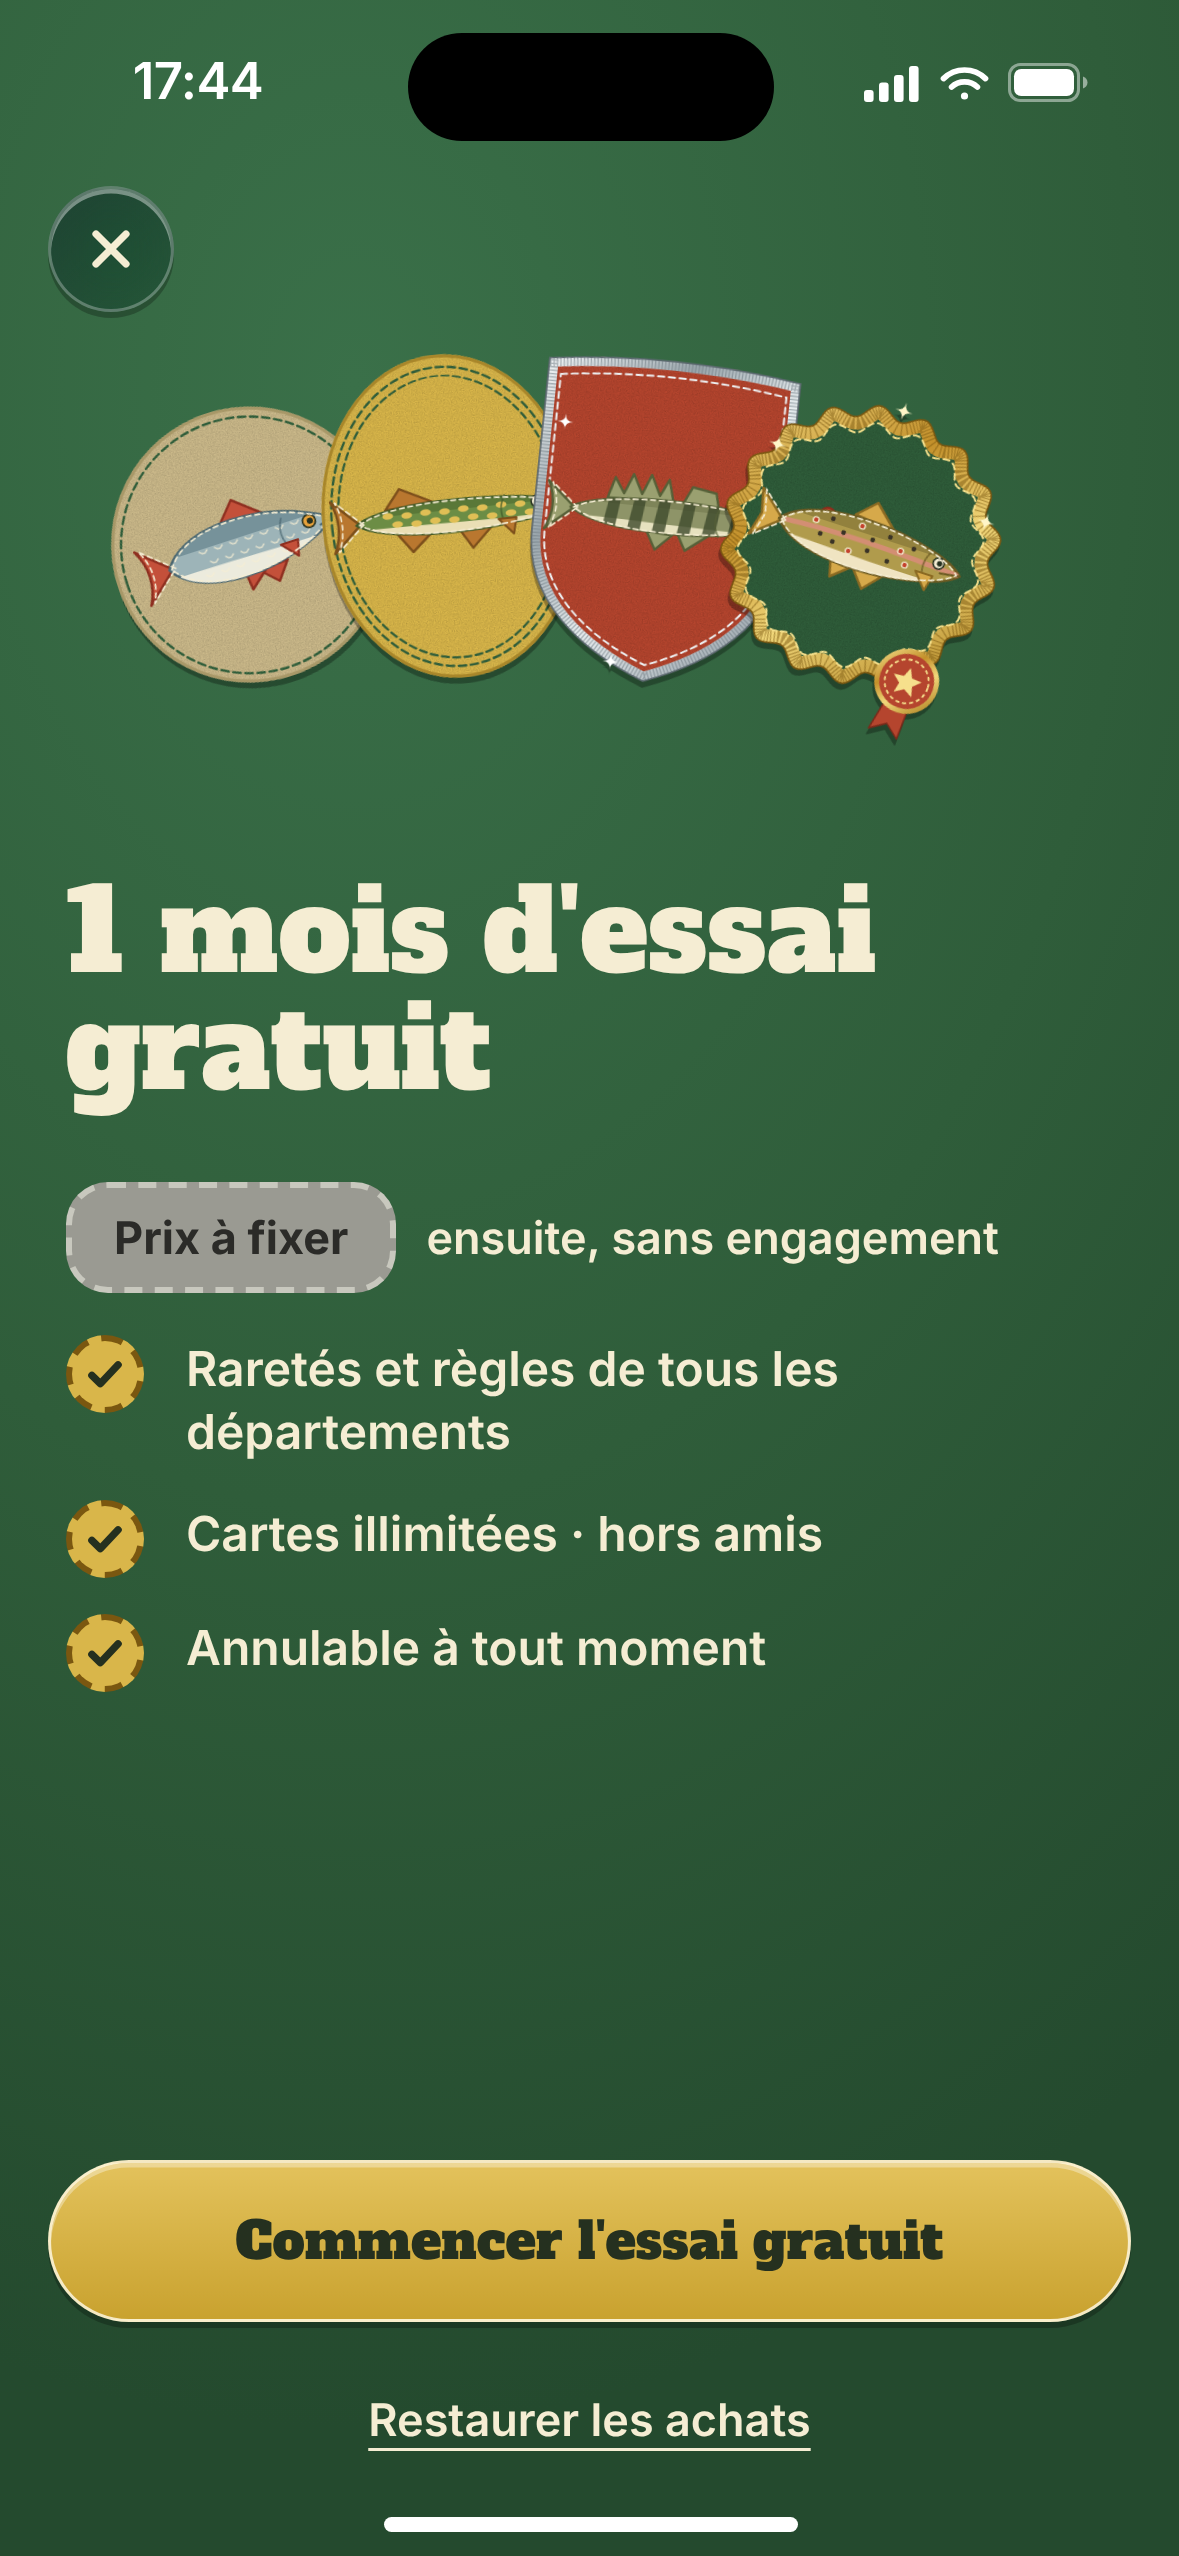 17:44
1 mois d'essai
gratuit
Prix à fixer ensuite, sans engagement
Raretés et règles de tous les
départements
Cartes illimitées · hors amis
Annulable à tout moment
Commencer l'essai gratuit
Restaurer les achats